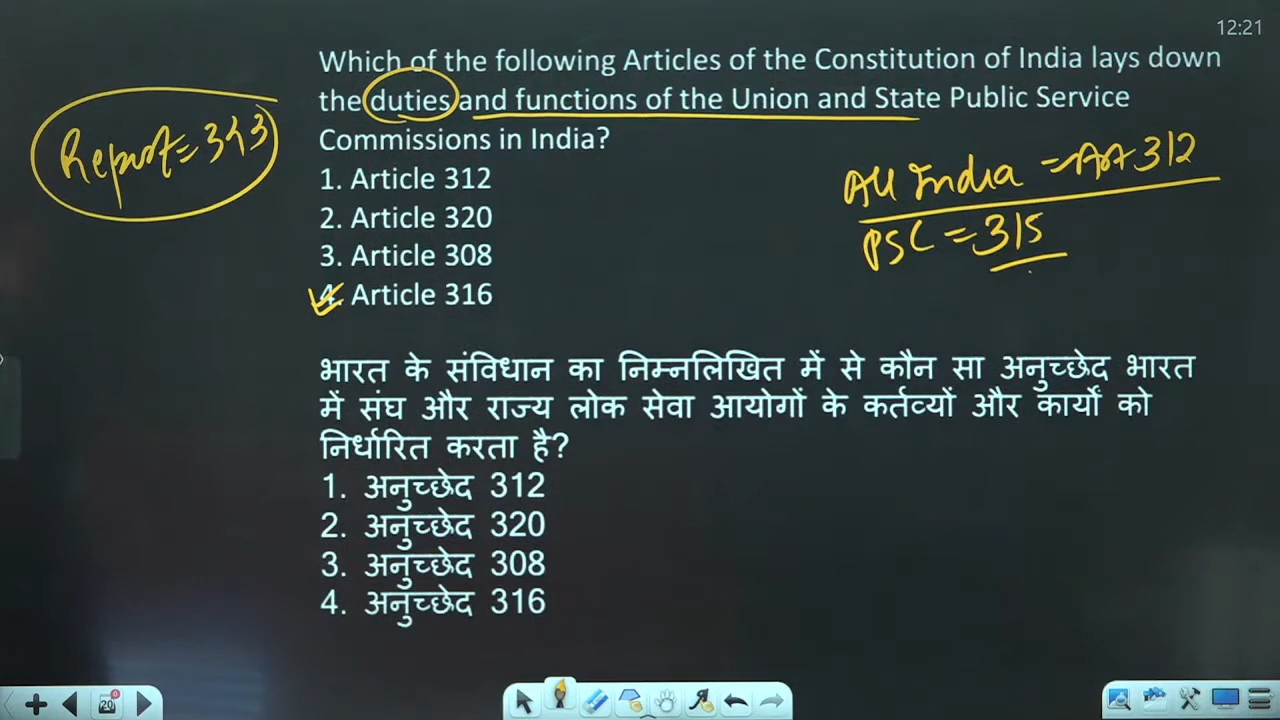 12:21
Which of the following Articles of the Constitution of India lays down
the duties and functions of the Union and State Public Service
Commissions in India?
1. Article 312
2. Article 320
3. Article 308
4. Article 316
Report = 323
All India = Art 312
PSC = 315
भारत के संविधान का निम्नलिखित में से कौन सा अनुच्छेद भारत
में संघ और राज्य लोक सेवा आयोगों के कर्तव्यों और कार्यों को
निर्धारित करता है?
1. अनुच्छेद 312
2. अनुच्छेद 320
3. अनुच्छेद 308
4. अनुच्छेद 316
20
0